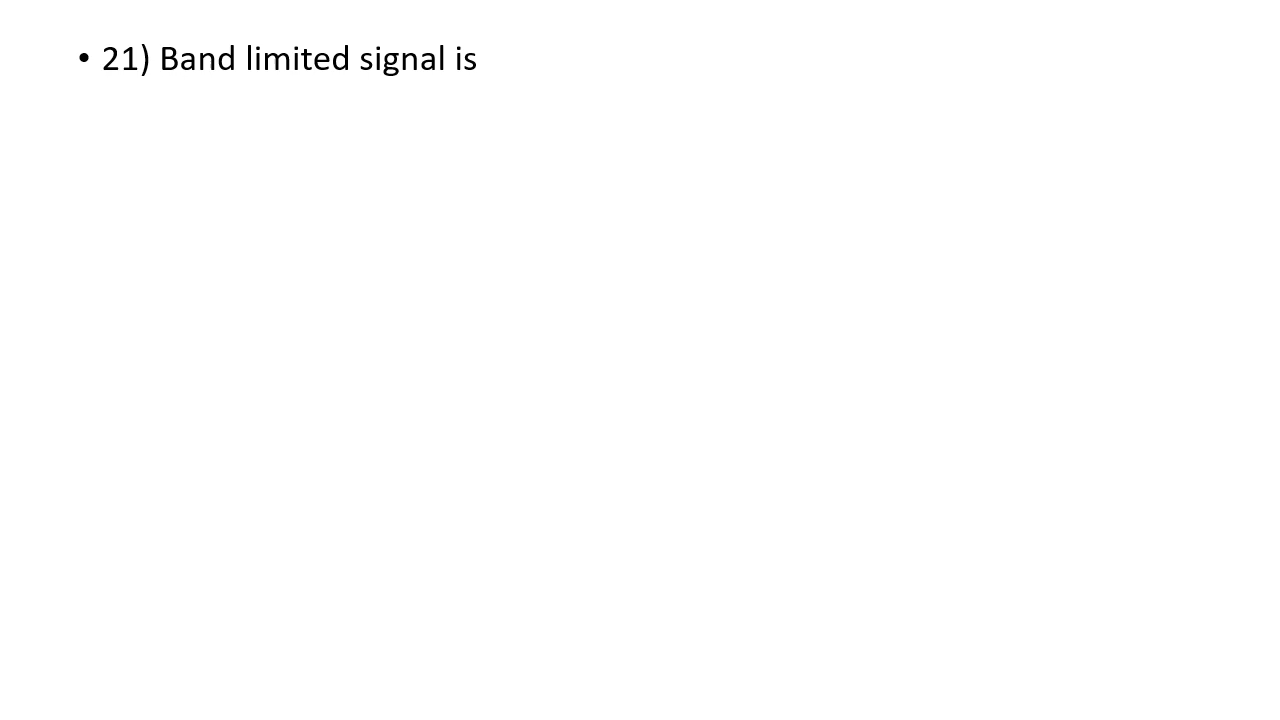 • 21) Band limited signal is